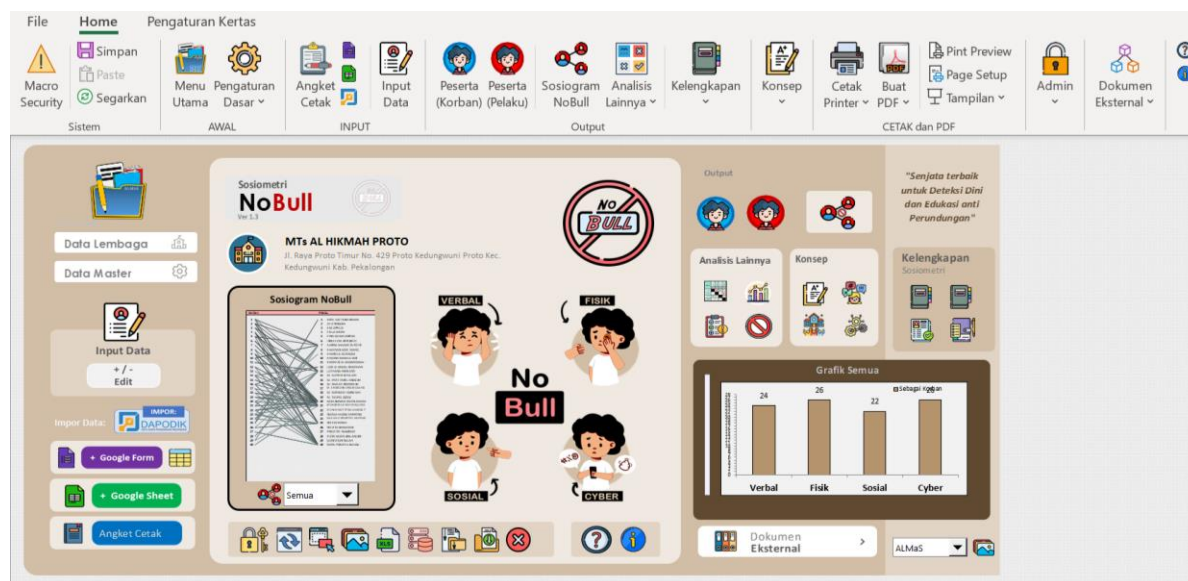 File Home Pengaturan Kertas
Macro Security
Simpan
Paste
Segarkan
Sistem
Menu Utama
Pengaturan Dasar
AWAL
Angket Cetak
Input Data
INPUT
Peserta (Korban)
Peserta (Pelaku)
Sosiogram NoBull
Analisis Lainnya
Output
Kelengkapan
Konsep
Cetak Printer
Buat PDF
Pint Preview
Page Setup
Tampilan
CETAK dan PDF
Admin
Dokumen Eksternal
Data Lembaga
Data Master
Input Data
+ / -
Edit
Impor Data:
IMPOR:
DAPODIK
+ Google Form
+ Google Sheet
Angket Cetak
Sosiometri
NoBull
Ver 1.3
MTs AL HIKMAH PROTO
Jl. Raya Proto Timur No. 429 Proto Kedungwuni Proto Kec.
Kedungwuni Kab. Pekalongan
NO
BULL
Sosiogram NoBull
Semua
VERBAL
FISIK
No
Bull
SOSIAL
CYBER
XLS
Output
"Senjata terbaik
untuk Deteksi Dini
dan Edukasi anti
Perundungan"
Analisis Lainnya
Konsep
Kelengkapan
Sosiometri
Grafik Semua
Sebagai Korban
24
26
22
26
Verbal Fisik Sosial Cyber
Dokumen
Eksternal
ALMaS